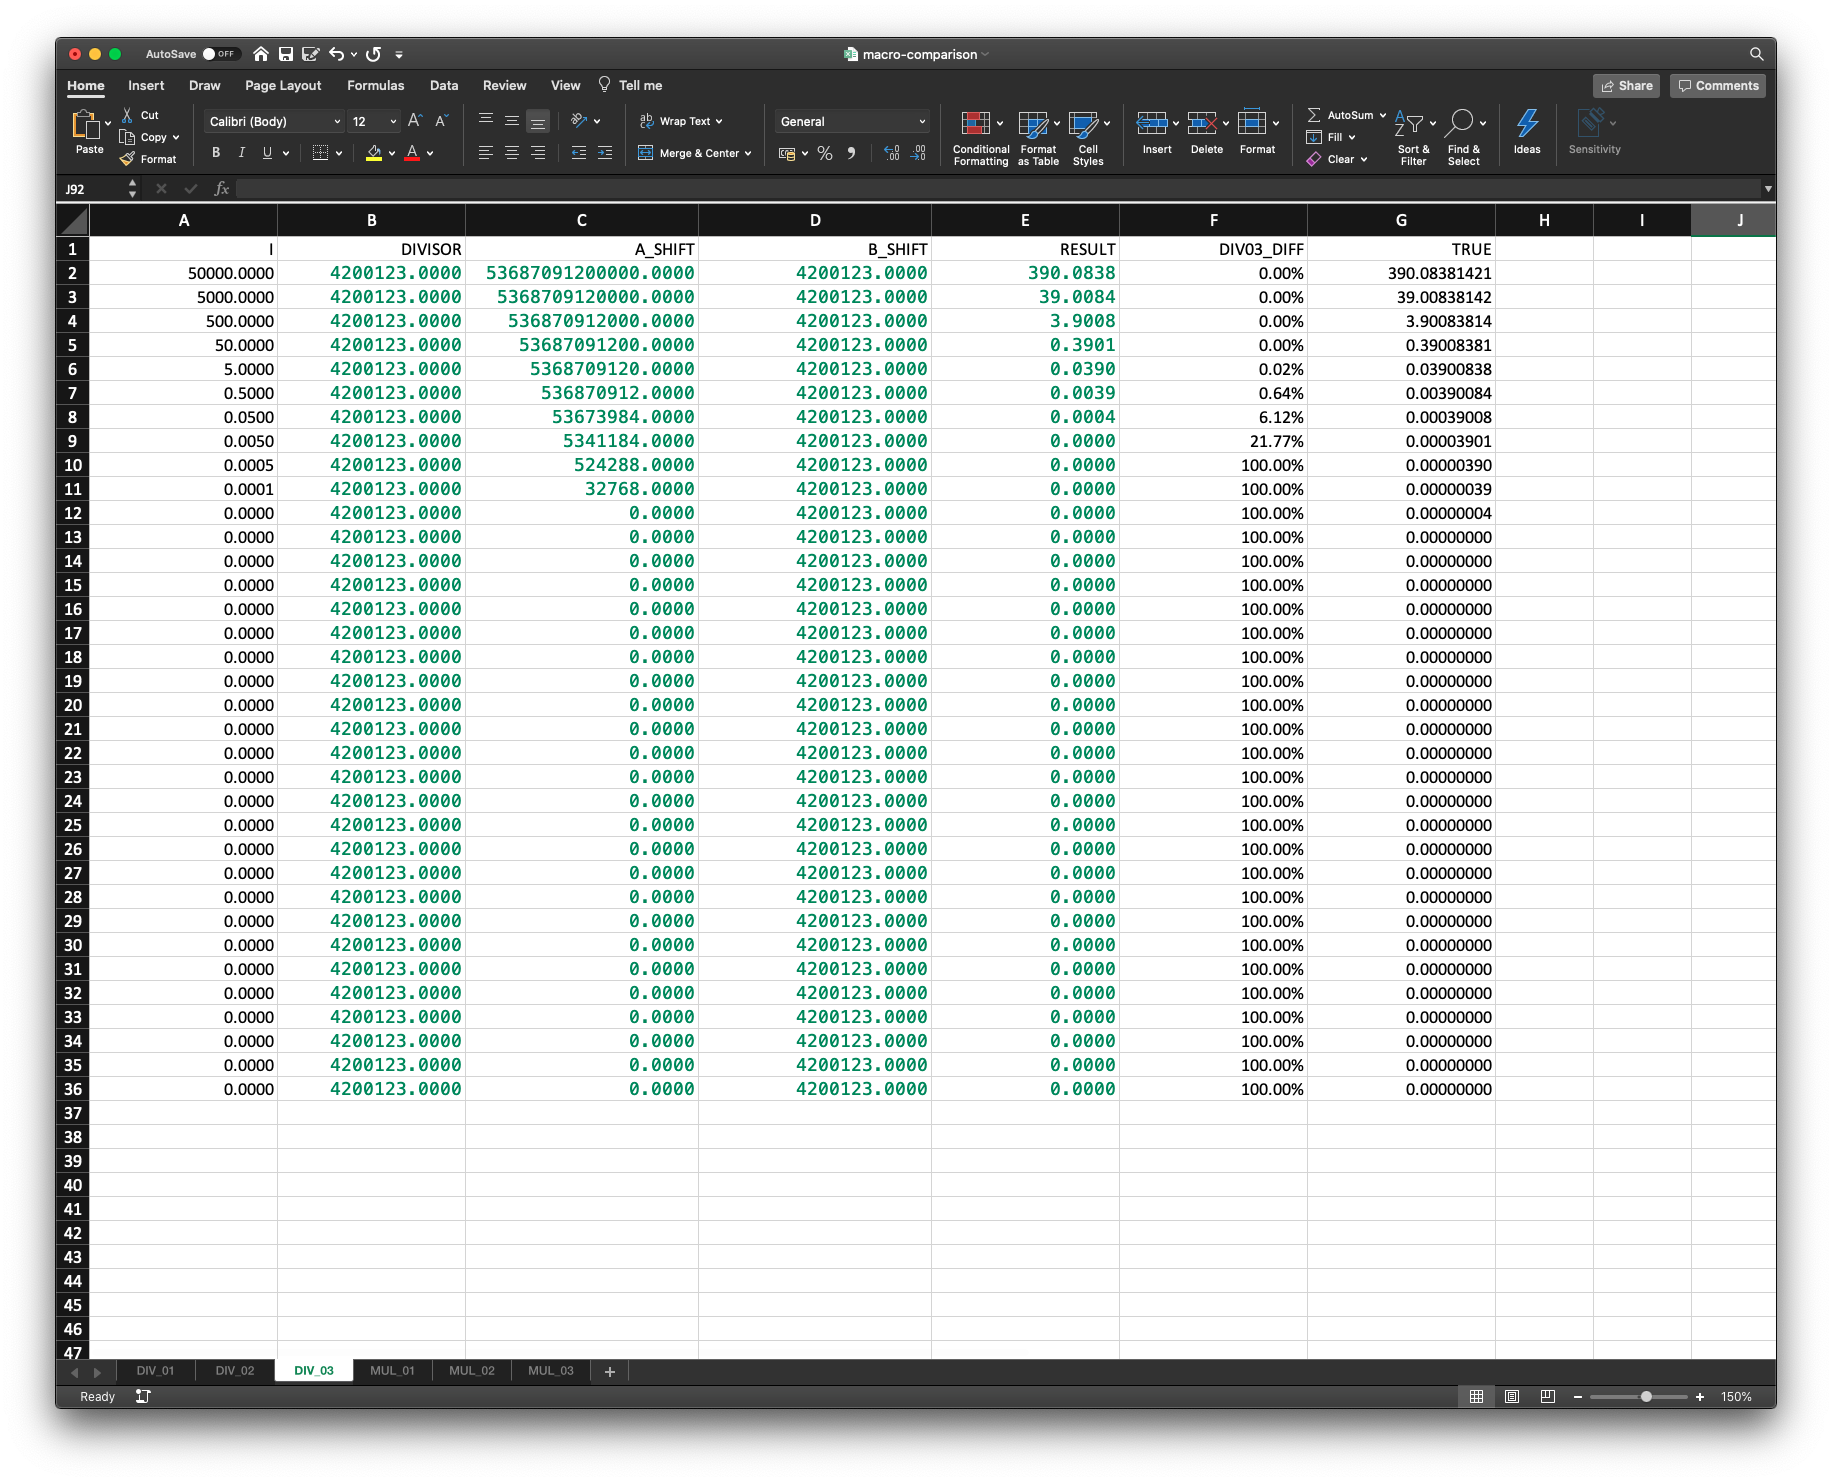 AutoSave OFF macro-comparison
Home Insert Draw Page Layout Formulas Data Review View Tell me Share Comments
Paste Cut Copy Format Calibri (Body) 12 A A B I U A Wrap Text Merge & Center General % Conditional Formatting Format as Table Cell Styles Insert Delete Format AutoSum Fill Clear Sort & Filter Find & Select Ideas Sensitivity
J92 fx
A B C D E F G H I J
1 I DIVISOR A_SHIFT B_SHIFT RESULT DIV03_DIFF TRUE
2 50000.0000 4200123.0000 53687091200000.0000 4200123.0000 390.0838 0.00% 390.08381421
3 5000.0000 4200123.0000 5368709120000.0000 4200123.0000 39.0084 0.00% 39.00838142
4 500.0000 4200123.0000 536870912000.0000 4200123.0000 3.9008 0.00% 3.90083814
5 50.0000 4200123.0000 53687091200.0000 4200123.0000 0.3901 0.00% 0.39008381
6 5.0000 4200123.0000 5368709120.0000 4200123.0000 0.0390 0.02% 0.03900838
7 0.5000 4200123.0000 536870912.0000 4200123.0000 0.0039 0.64% 0.00390084
8 0.0500 4200123.0000 53673984.0000 4200123.0000 0.0004 6.12% 0.00039008
9 0.0050 4200123.0000 5341184.0000 4200123.0000 0.0000 21.77% 0.00003901
10 0.0005 4200123.0000 524288.0000 4200123.0000 0.0000 100.00% 0.00000390
11 0.0001 4200123.0000 32768.0000 4200123.0000 0.0000 100.00% 0.00000039
12 0.0000 4200123.0000 0.0000 4200123.0000 0.0000 100.00% 0.00000004
13 0.0000 4200123.0000 0.0000 4200123.0000 0.0000 100.00% 0.00000000
14 0.0000 4200123.0000 0.0000 4200123.0000 0.0000 100.00% 0.00000000
15 0.0000 4200123.0000 0.0000 4200123.0000 0.0000 100.00% 0.00000000
16 0.0000 4200123.0000 0.0000 4200123.0000 0.0000 100.00% 0.00000000
17 0.0000 4200123.0000 0.0000 4200123.0000 0.0000 100.00% 0.00000000
18 0.0000 4200123.0000 0.0000 4200123.0000 0.0000 100.00% 0.00000000
19 0.0000 4200123.0000 0.0000 4200123.0000 0.0000 100.00% 0.00000000
20 0.0000 4200123.0000 0.0000 4200123.0000 0.0000 100.00% 0.00000000
21 0.0000 4200123.0000 0.0000 4200123.0000 0.0000 100.00% 0.00000000
22 0.0000 4200123.0000 0.0000 4200123.0000 0.0000 100.00% 0.00000000
23 0.0000 4200123.0000 0.0000 4200123.0000 0.0000 100.00% 0.00000000
24 0.0000 4200123.0000 0.0000 4200123.0000 0.0000 100.00% 0.00000000
25 0.0000 4200123.0000 0.0000 4200123.0000 0.0000 100.00% 0.00000000
26 0.0000 4200123.0000 0.0000 4200123.0000 0.0000 100.00% 0.00000000
27 0.0000 4200123.0000 0.0000 4200123.0000 0.0000 100.00% 0.00000000
28 0.0000 4200123.0000 0.0000 4200123.0000 0.0000 100.00% 0.00000000
29 0.0000 4200123.0000 0.0000 4200123.0000 0.0000 100.00% 0.00000000
30 0.0000 4200123.0000 0.0000 4200123.0000 0.0000 100.00% 0.00000000
31 0.0000 4200123.0000 0.0000 4200123.0000 0.0000 100.00% 0.00000000
32 0.0000 4200123.0000 0.0000 4200123.0000 0.0000 100.00% 0.00000000
33 0.0000 4200123.0000 0.0000 4200123.0000 0.0000 100.00% 0.00000000
34 0.0000 4200123.0000 0.0000 4200123.0000 0.0000 100.00% 0.00000000
35 0.0000 4200123.0000 0.0000 4200123.0000 0.0000 100.00% 0.00000000
36 0.0000 4200123.0000 0.0000 4200123.0000 0.0000 100.00% 0.00000000
37
38
39
40
41
42
43
44
45
46
47
DIV_01 DIV_02 DIV_03 MUL_01 MUL_02 MUL_03 +
Ready 150%